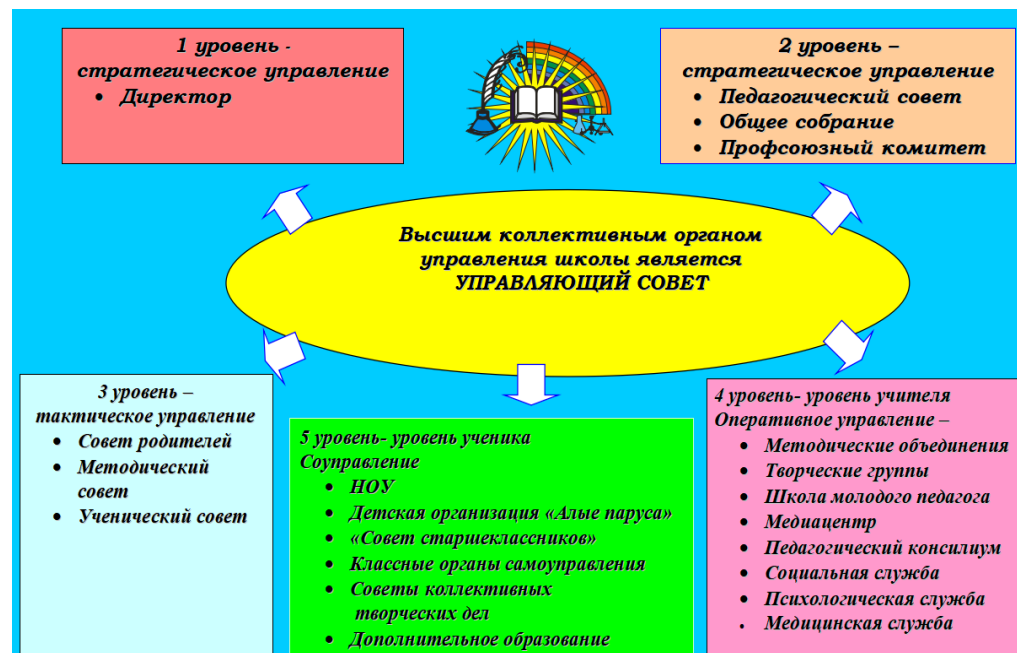 1 уровень -
стратегическое управление
• Директор
2 уровень –
стратегическое управление
• Педагогический совет
• Общее собрание
• Профсоюзный комитет
Высшим коллективным органом
управления школы является
УПРАВЛЯЮЩИЙ СОВЕТ
3 уровень –
тактическое управление
• Совет родителей
• Методический
совет
• Ученический совет
5 уровень- уровень ученика
Соуправление
• НОУ
• Детская организация «Алые паруса»
• «Совет старшеклассников»
• Классные органы самоуправления
• Советы коллективных
творческих дел
• Дополнительное образование
4 уровень- уровень учителя
Оперативное управление –
• Методические объединения
• Творческие группы
• Школа молодого педагога
• Медиацентр
• Педагогический консилиум
• Социальная служба
• Психологическая служба
• Медицинская служба